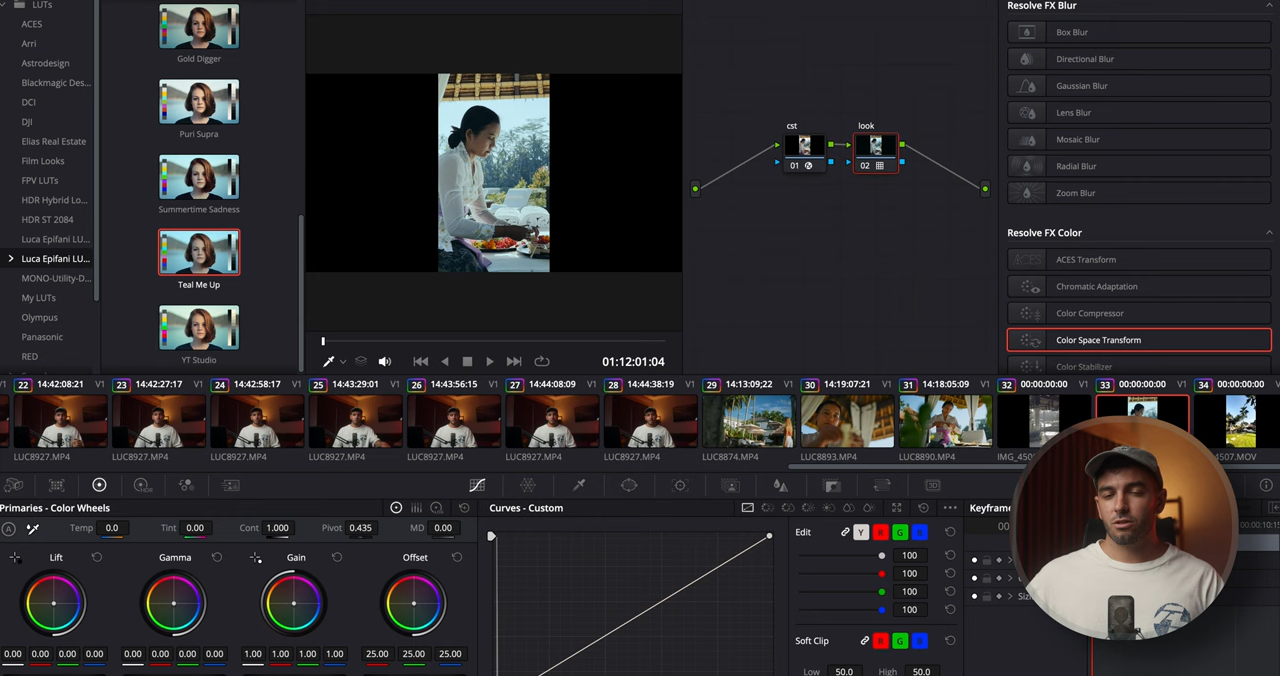 LUTs
ACES
Arri
Astrodesign
Blackmagic Des...
DCI
DJI
Elias Real Estate
Film Looks
FPV LUTs
HDR Hybrid Lo...
HDR ST 2084
Luca Epifani LU...
Luca Epifani LU...
MONO-Utility-D...
My LUTs
Olympus
Panasonic
RED
Gold Digger
Puri Supra
Summertime Sadness
Teal Me Up
YT Studio
01:12:01:04
cst
look
01
02
Resolve FX Blur
Box Blur
Directional Blur
Gaussian Blur
Lens Blur
Mosaic Blur
Radial Blur
Zoom Blur
Resolve FX Color
ACES Transform
Chromatic Adaptation
Color Compressor
Color Space Transform
Color Stabilizer
V1 22 14:42:08:21 V1 23 14:42:27:17 V1 24 14:42:58:17 V1 25 14:43:29:01 V1 26 14:43:56:15 V1 27 14:44:08:09 V1 28 14:44:38:19 V1 29 14:13:09;22 V1 30 14:19:07:21 V1 31 14:18:05:09 V1 32 00:00:00:00 V1 33 00:00:00:00 V1 34 00:00:00:00
LUC8927.MP4 LUC8927.MP4 LUC8927.MP4 LUC8927.MP4 LUC8927.MP4 LUC8927.MP4 LUC8927.MP4 LUC8874.MP4 LUC8893.MP4 LUC8890.MP4 4507.MOV
HDR
3D
Primaries - Color Wheels
A Temp 0.0 Tint 0.00 Cont 1.000 Pivot 0.435 MD 0.00
Lift Gamma Gain Offset
0.00 0.00 0.00 0.00 0.00 0.00 0.00 0.00 1.00 1.00 1.00 1.00 25.00 25.00 25.00
Curves - Custom
Edit Y R G B
100
100
100
100
Soft Clip R G B
Low 50.0 High 50.0
Keyframe